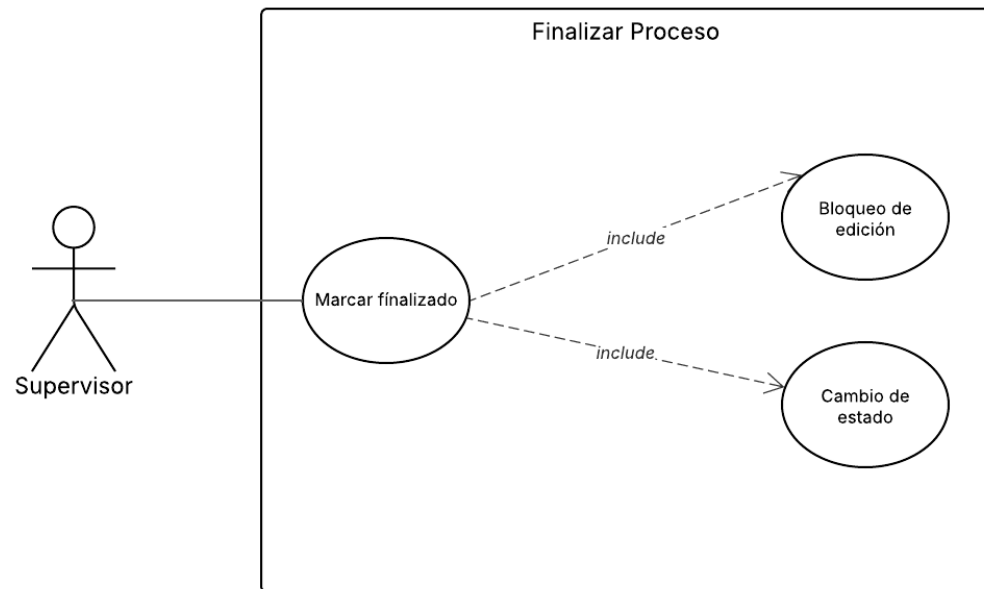 Finalizar Proceso
Bloqueo de
edición
include
Marcar fínalizado
include
Supervisor
Cambio de
estado